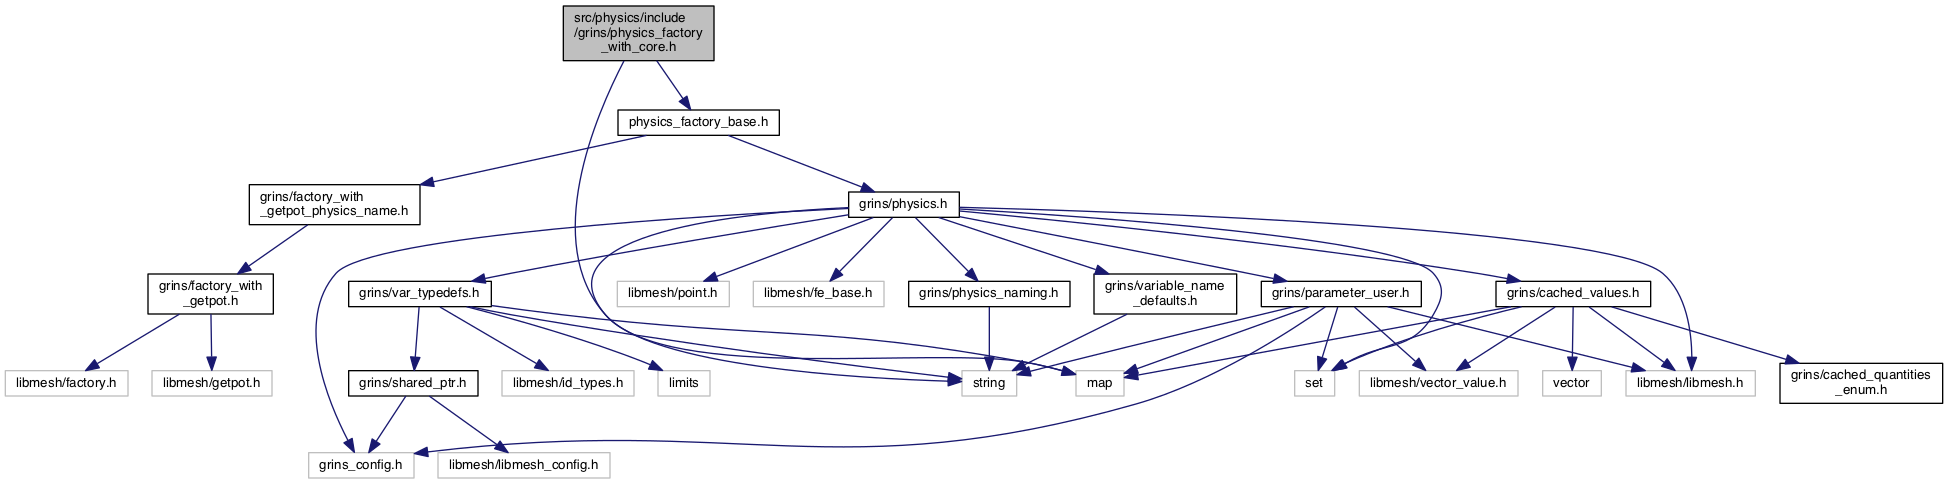 src/physics/include
/grins/physics_factory
_with_core.h
physics_factory_base.h
grins/factory_with
_getpot_physics_name.h
grins/physics.h
grins/factory_with
_getpot.h
grins/var_typedefs.h
libmesh/point.h
libmesh/fe_base.h
grins/physics_naming.h
grins/variable_name
_defaults.h
grins/parameter_user.h
grins/cached_values.h
libmesh/factory.h
libmesh/getpot.h
grins/shared_ptr.h
libmesh/id_types.h
limits
string
map
set
libmesh/vector_value.h
vector
libmesh/libmesh.h
grins/cached_quantities
_enum.h
grins_config.h
libmesh/libmesh_config.h